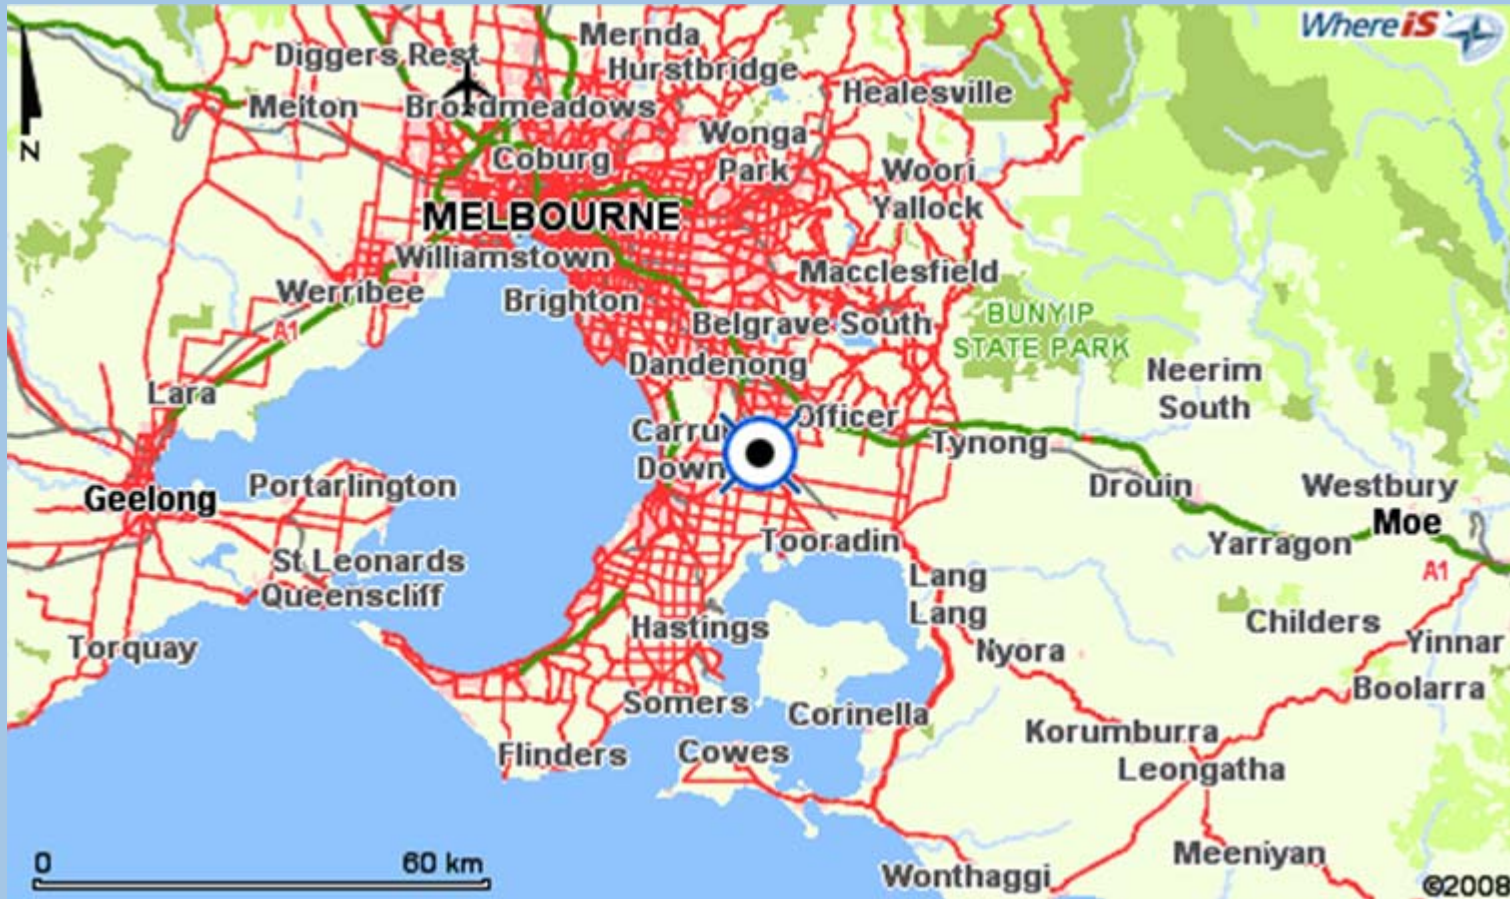 Mernda
WhereiS
Diggers Rest
Hurstbridge
Healesville
Melton
Broadmeadows
Wonga
Park
N
Coburg
Woori
Yallock
MELBOURNE
Williamstown
Macclesfield
Werribee
Brighton
A1
Belgrave South
BUNYIP
STATE PARK
Dandenong
Neerim
South
Lara
Officer
Carru
Down
Tynong
Geelong
Portarlington
Drouin
Westbury
Moe
Tooradin
Yarragon
St Leonards
Queenscliff
Lang
Lang
A1
Hastings
Childers
Torquay
Nyora
Yinnar
Somers
Corinella
Boolarra
Flinders
Cowes
Korumburra
Leongatha
0 60 km
Meeniyan
Wonthaggi
©2008